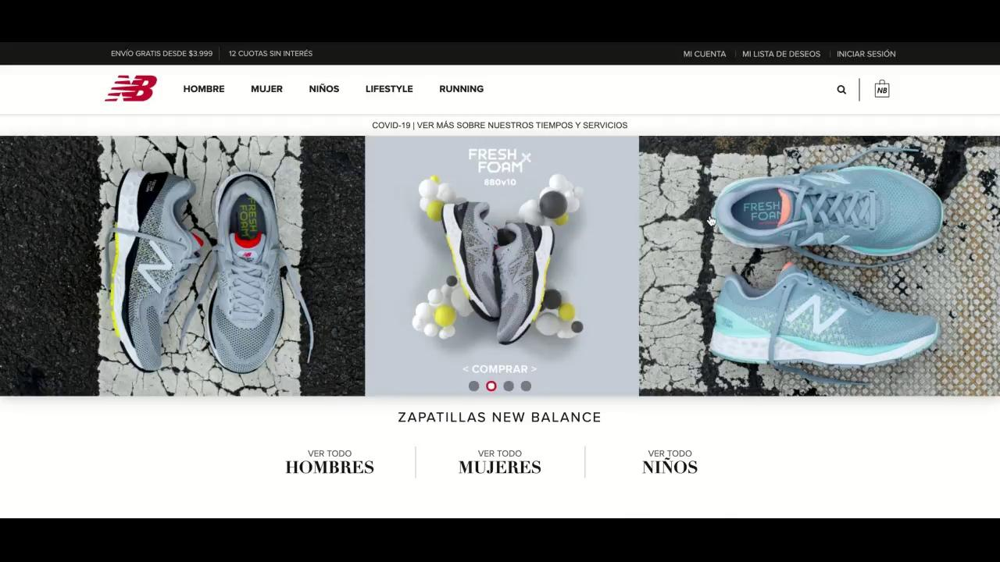 ENVÍO GRATIS DESDE $3.999
12 CUOTAS SIN INTERÉS
MI CUENTA
MI LISTA DE DESEOS
INICIAR SESIÓN
NB
HOMBRE
MUJER
NIÑOS
LIFESTYLE
RUNNING
NB
COVID-19 | VER MÁS SOBRE NUESTROS TIEMPOS Y SERVICIOS
FRESH
FOAM
N
FRESH X
FOAM
880v10
FRESH
FOAM
N
N
< COMPRAR >
ZAPATILLAS NEW BALANCE
VER TODO
HOMBRES
VER TODO
MUJERES
VER TODO
NIÑOS